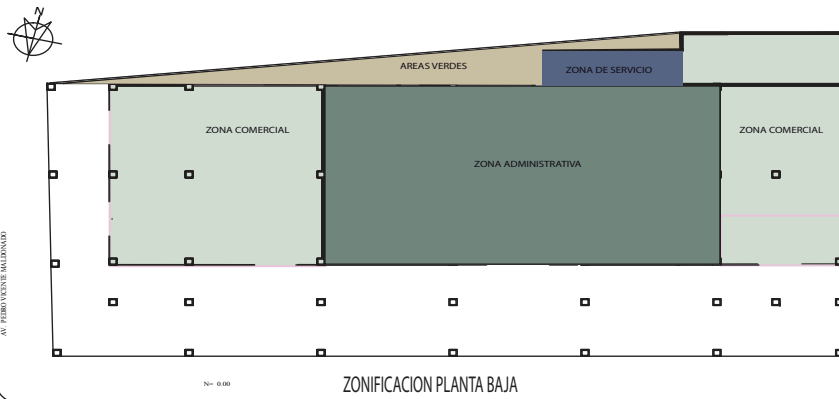 N
AREAS VERDES
ZONA DE SERVICIO
ZONA COMERCIAL
ZONA COMERCIAL
ZONA ADMINISTRATIVA
AV. PEDRO VICENTE MALDONADO
N= 0.00
ZONIFICACION PLANTA BAJA